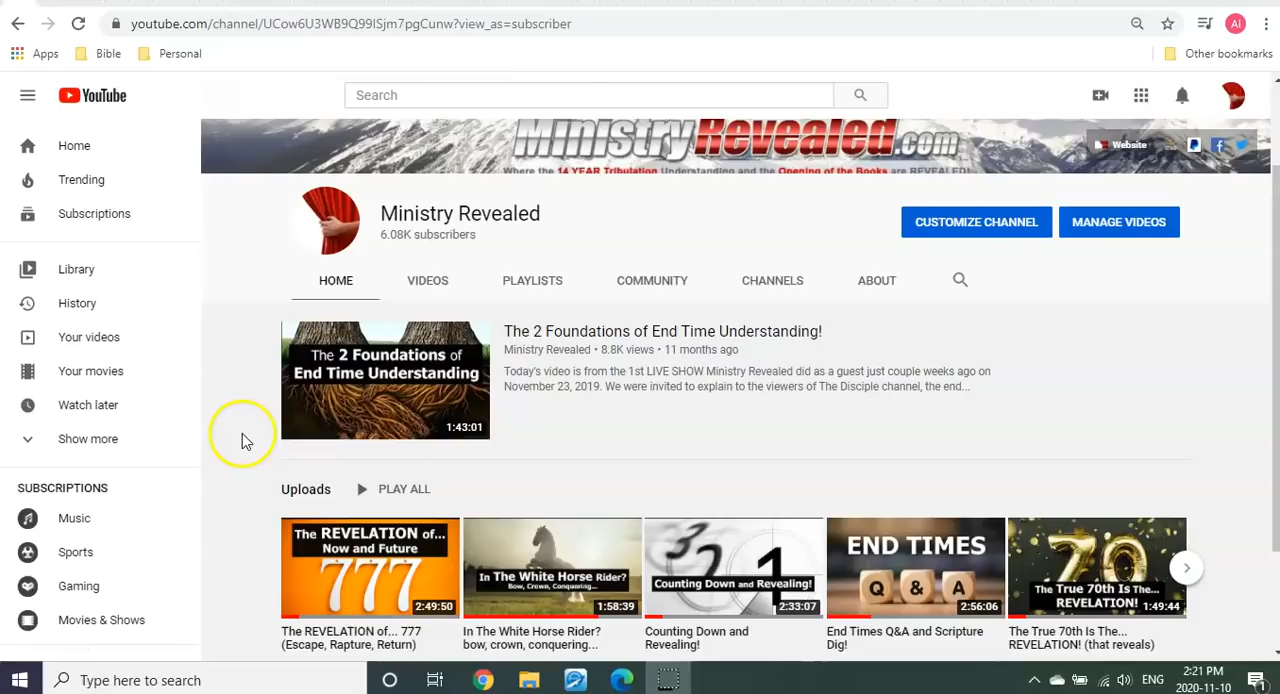 youtube.com/channel/UCow6U3WB9Q99ISjm7pgCunw?view_as=subscriber
AI
Apps
Bible
Personal
Other bookmarks
YouTube
Search
MinistryRevealed.com
Website
Where the 14 YEAR Tribulation Understanding and the Opening of the Books are REVEALED!
Home
Trending
Subscriptions
Library
History
Your videos
Your movies
Watch later
Show more
SUBSCRIPTIONS
Music
Sports
Gaming
Movies & Shows
Ministry Revealed
6.08K subscribers
CUSTOMIZE CHANNEL
MANAGE VIDEOS
HOME
VIDEOS
PLAYLISTS
COMMUNITY
CHANNELS
ABOUT
The 2 Foundations of
End Time Understanding
1:43:01
The 2 Foundations of End Time Understanding!
Ministry Revealed • 8.8K views • 11 months ago
Today's video is from the 1st LIVE SHOW Ministry Revealed did as a guest just couple weeks ago on
November 23, 2019. We were invited to explain to the viewers of The Disciple channel, the end...
Uploads
PLAY ALL
The REVELATION of...
Now and Future
777
2:49:50
The REVELATION of... 777
(Escape, Rapture, Return)
In The White Horse Rider?
Bow, Crown, Conquering...
1:58:39
In The White Horse Rider?
bow, crown, conquering...
3 2 1
Counting Down and Revealing!
2:33:07
Counting Down and
Revealing!
END TIMES
Q & A
2:56:06
End Times Q&A and Scripture
Dig!
70
The True 70th Is The...
REVELATION!
1:49:44
The True 70th Is The...
REVELATION! (that reveals)
Type here to search
ENG
2:21 PM
2020-11-10
1